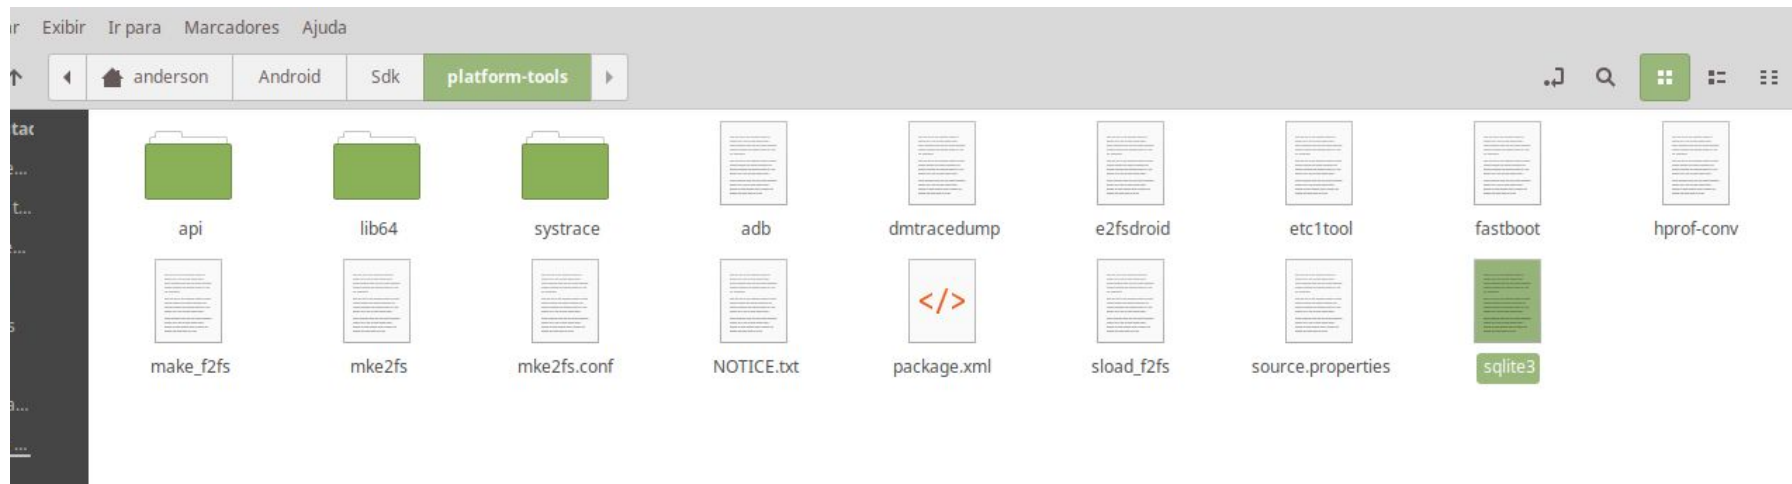 Exibir Ir para Marcadores Ajuda
anderson Android Sdk platform-tools
api lib64 systrace adb dmtracedump e2fsdroid etc1tool fastboot hprof-conv
make_f2fs mke2fs mke2fs.conf NOTICE.txt package.xml sload_f2fs source.properties sqlite3